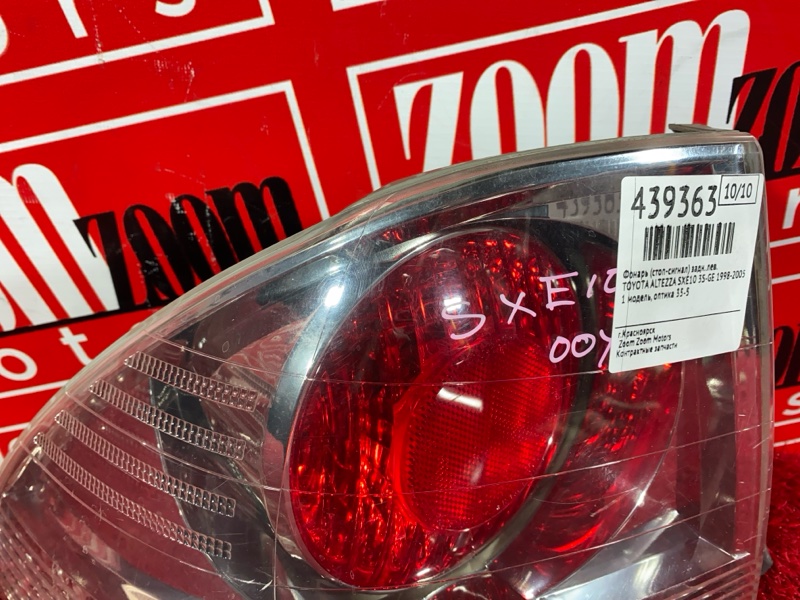 zoom
zoom
zoom
439363
10/10
Фонарь (стоп-сигнал) задн. лев.
TOYOTA ALTEZZA SXE10 3S-GE 1998-2005
1 модель, оптика 33-5
г.Красноярск
Zoom Zoom Motors
Контрактные запчасти
SXE10
00